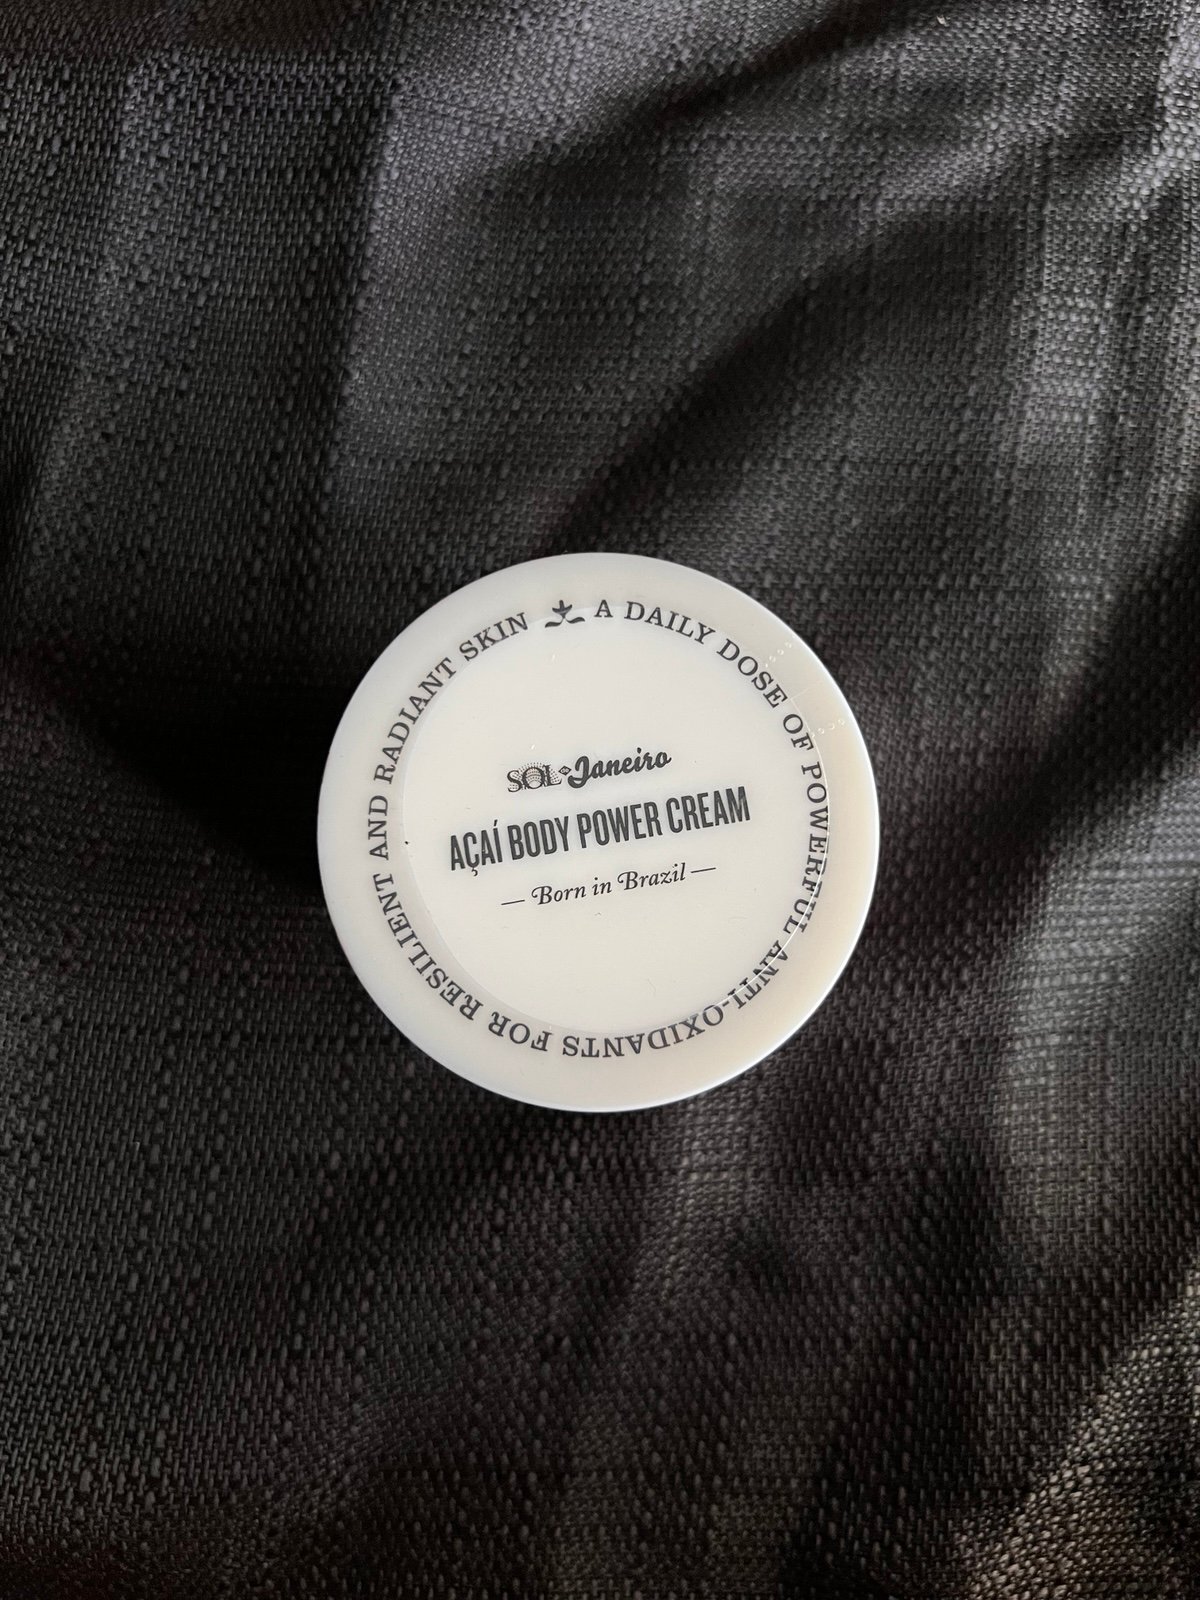 A DAILY DOSE OF POWERFUL ANTI-OXIDANTS FOR RESILIENT AND RADIANT SKIN
SOL de Janeiro
AÇAÍ BODY POWER CREAM
— Born in Brazil —